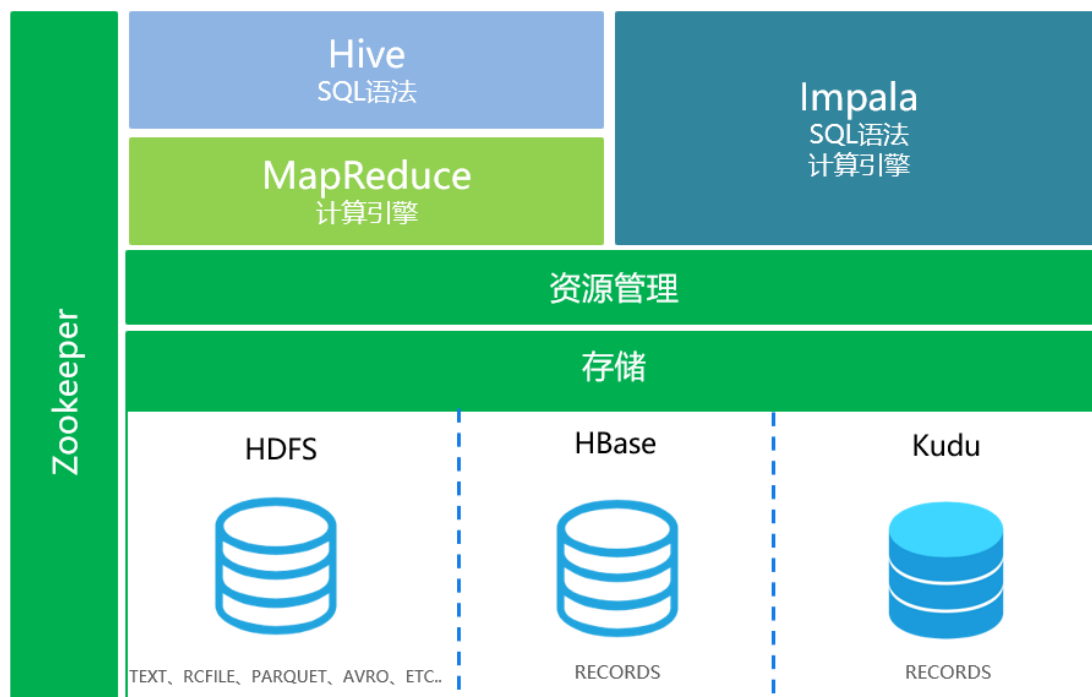 Zookeeper
Hive
SQL语法
MapReduce
计算引擎
Impala
SQL语法
计算引擎
资源管理
存储
HDFS
HBase
Kudu
TEXT、RCFILE、PARQUET、AVRO、ETC..
RECORDS
RECORDS